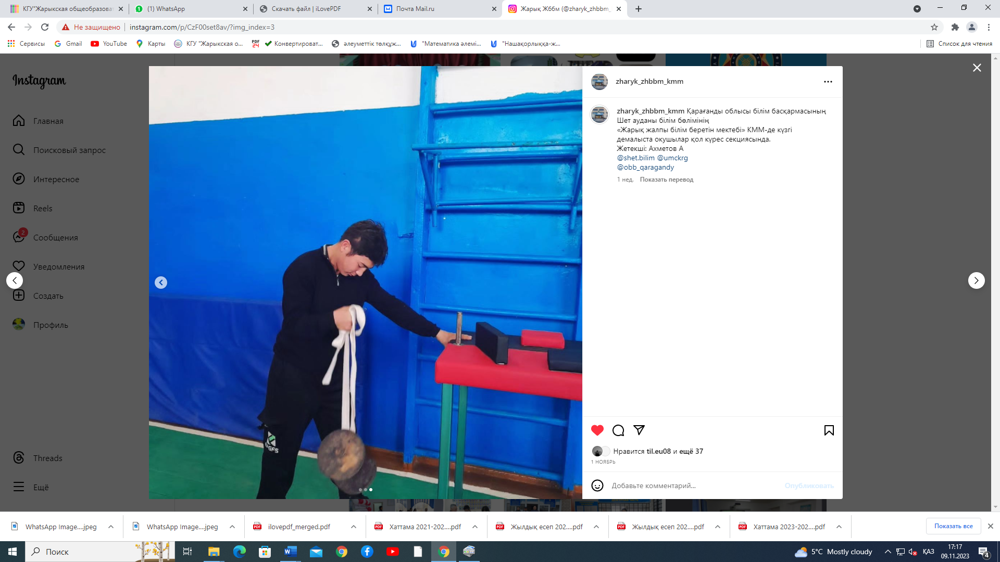 КГУ"Жарыкская общеобразоват
(1) WhatsApp
Скачать файл | iLovePDF
Почта Mail.ru
Жарық Жббм (@zharyk_zhbbm_
Не защищено
instagram.com/p/CzF00set8av/?img_index=3
Сервисы
Gmail
YouTube
Карты
КГУ "Жарыкская о...
Конвертироват...
әлеуметтік төлқұж...
"Математика әлемі...
"Нашақорлыққа-ж...
Список для чтения
Instagram
Главная
Поисковый запрос
Интересное
Reels
2
Сообщения
Уведомления
Создать
Профиль
Threads
Ещё
zharyk_zhbbm_kmm
zharyk_zhbbm_kmm Қарағанды облысы білім басқармасының
Шет ауданы білім бөлімінің
«Жарық жалпы білім беретін мектебі» КММ-де күзгі
демалыста окушылар қол күрес секциясында.
Жетекші: Ахметов А
@shet.bilim @umckrg
@obb_qaragandy
1 нед. Показать перевод
Нравится til.eu08 и ещё 37
1 НОЯБРЬ
Добавьте комментарий...
Опубликовать
WhatsApp Image....jpeg
WhatsApp Image....jpeg
ilovepdf_merged.pdf
Хаттама 2021-202....pdf
Жылдық есеп 202....pdf
Жылдық есеп 202....pdf
Хаттама 2023-202....pdf
Показать все
Поиск
5°C Mostly cloudy
ҚАЗ
17:17
09.11.2023
4